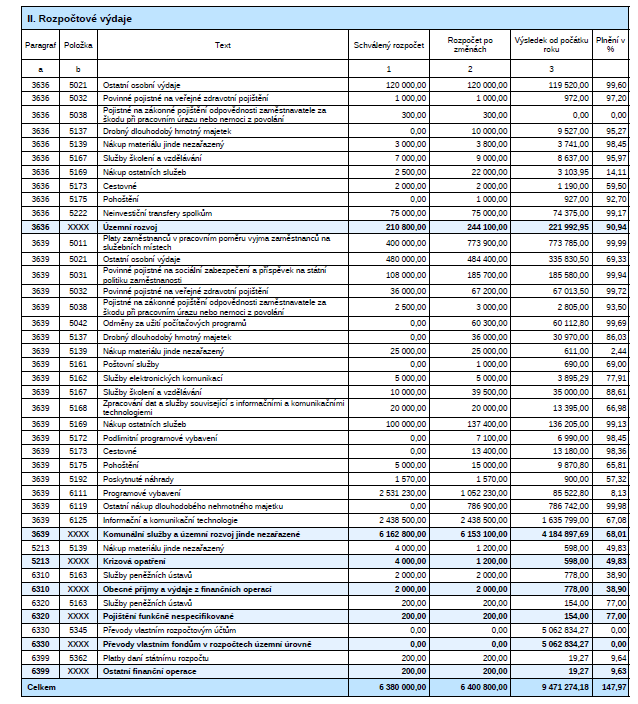 II. Rozpočtové výdaje
Paragraf Položka Text Schválený rozpočet Rozpočet po změnách Výsledek od počátku roku Plnění v %
a b 1 2 3
3636 5021 Ostatní osobní výdaje 120 000,00 120 000,00 119 520,00 99,60
3636 5032 Povinné pojistné na veřejné zdravotní pojištění 1 000,00 1 000,00 972,00 97,20
3636 5038 Pojistné na zákonné pojištění odpovědnosti zaměstnavatele za škodu při pracovním úrazu nebo nemoci z povolání 300,00 300,00 0,00 0,00
3636 5137 Drobný dlouhodobý hmotný majetek 0,00 10 000,00 9 527,00 95,27
3636 5139 Nákup materiálu jinde nezařazený 3 000,00 3 800,00 3 741,00 98,45
3636 5167 Služby školení a vzdělávání 7 000,00 9 000,00 8 637,00 95,97
3636 5169 Nákup ostatních služeb 2 500,00 22 000,00 3 103,95 14,11
3636 5173 Cestovné 2 000,00 2 000,00 1 190,00 59,50
3636 5175 Pohoštění 0,00 1 000,00 927,00 92,70
3636 5222 Neinvestiční transfery spolkům 75 000,00 75 000,00 74 375,00 99,17
3636 XXXX Územní rozvoj 210 800,00 244 100,00 221 992,95 90,94
3639 5011 Platy zaměstnanců v pracovním poměru vyjma zaměstnanců na služebních místech 400 000,00 773 900,00 773 785,00 99,99
3639 5021 Ostatní osobní výdaje 480 000,00 484 400,00 335 830,50 69,33
3639 5031 Povinné pojistné na sociální zabezpečení a příspěvek na státní politiku zaměstnanosti 108 000,00 185 700,00 185 580,00 99,94
3639 5032 Povinné pojistné na veřejné zdravotní pojištění 36 000,00 67 200,00 67 013,50 99,72
3639 5038 Pojistné na zákonné pojištění odpovědnosti zaměstnavatele za škodu při pracovním úrazu nebo nemoci z povolání 2 500,00 3 000,00 2 805,00 93,50
3639 5042 Odměny za užití počítačových programů 0,00 60 300,00 60 112,80 99,69
3639 5137 Drobný dlouhodobý hmotný majetek 0,00 36 000,00 30 970,00 86,03
3639 5139 Nákup materiálu jinde nezařazený 25 000,00 25 000,00 611,00 2,44
3639 5161 Poštovní služby 0,00 1 000,00 690,00 69,00
3639 5162 Služby elektronických komunikací 5 000,00 5 000,00 3 895,29 77,91
3639 5167 Služby školení a vzdělávání 10 000,00 39 500,00 35 000,00 88,61
3639 5168 Zpracování dat a služby související s informačními a komunikačními technologiemi 20 000,00 20 000,00 13 395,00 66,98
3639 5169 Nákup ostatních služeb 100 000,00 137 400,00 136 205,00 99,13
3639 5172 Podlimitní programové vybavení 0,00 7 100,00 6 990,00 98,45
3639 5173 Cestovné 0,00 13 400,00 13 180,00 98,36
3639 5175 Pohoštění 5 000,00 15 000,00 9 870,80 65,81
3639 5192 Poskytnuté náhrady 1 570,00 1 570,00 900,00 57,32
3639 6111 Programové vybavení 2 531 230,00 1 052 230,00 85 522,80 8,13
3639 6119 Ostatní nákup dlouhodobého nehmotného majetku 0,00 786 900,00 786 742,00 99,98
3639 6125 Informační a komunikační technologie 2 438 500,00 2 438 500,00 1 635 799,00 67,08
3639 XXXX Komunální služby a územní rozvoj jinde nezařazené 6 162 800,00 6 153 100,00 4 184 897,69 68,01
5213 5139 Nákup materiálu jinde nezařazený 4 000,00 1 200,00 598,00 49,83
5213 XXXX Krizová opatření 4 000,00 1 200,00 598,00 49,83
6310 5163 Služby peněžních ústavů 2 000,00 2 000,00 778,00 38,90
6310 XXXX Obecné příjmy a výdaje z finančních operací 2 000,00 2 000,00 778,00 38,90
6320 5163 Služby peněžních ústavů 200,00 200,00 154,00 77,00
6320 XXXX Pojištění funkčně nespecifikované 200,00 200,00 154,00 77,00
6330 5345 Převody vlastním rozpočtovým účtům 0,00 0,00 5 062 834,27 0,00
6330 XXXX Převody vlastním fondům v rozpočtech územní úrovně 0,00 0,00 5 062 834,27 0,00
6399 5362 Platby daní státnímu rozpočtu 200,00 200,00 19,27 9,64
6399 XXXX Ostatní finanční operace 200,00 200,00 19,27 9,63
Celkem 6 380 000,00 6 400 800,00 9 471 274,18 147,97